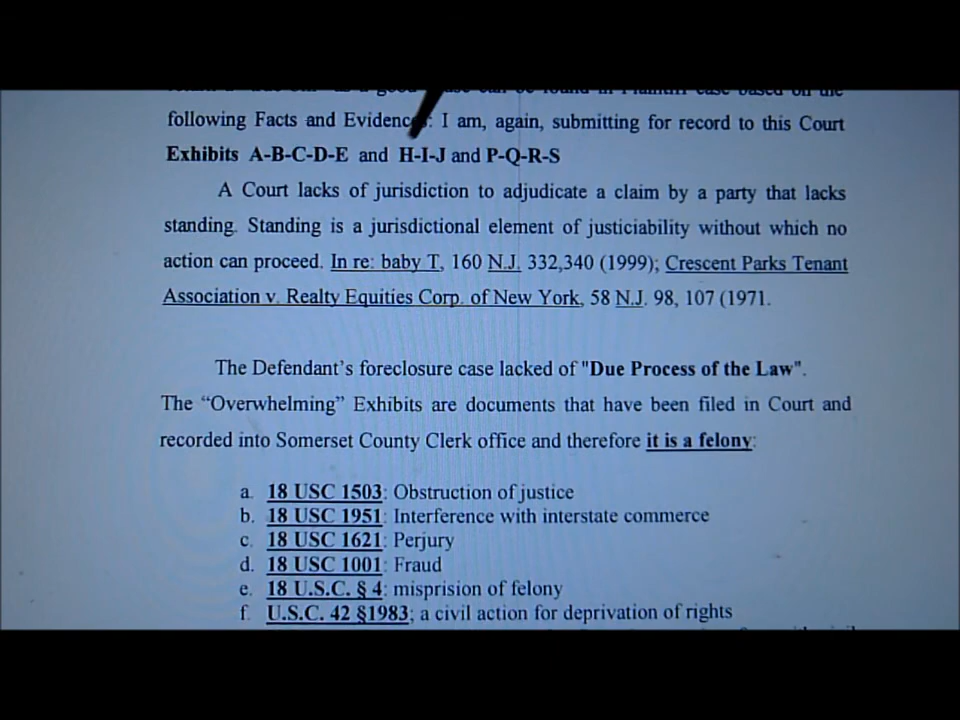 following Facts and Evidence: I am, again, submitting for record to this Court
Exhibits A-B-C-D-E and H-I-J and P-Q-R-S
A Court lacks of jurisdiction to adjudicate a claim by a party that lacks
standing. Standing is a jurisdictional element of justiciability without which no
action can proceed. In re: baby T, 160 N.J. 332,340 (1999); Crescent Parks Tenant
Association v. Realty Equities Corp. of New York, 58 N.J. 98, 107 (1971.
The Defendant’s foreclosure case lacked of "Due Process of the Law".
The “Overwhelming” Exhibits are documents that have been filed in Court and
recorded into Somerset County Clerk office and therefore it is a felony:
a. 18 USC 1503: Obstruction of justice
b. 18 USC 1951: Interference with interstate commerce
c. 18 USC 1621: Perjury
d. 18 USC 1001: Fraud
e. 18 U.S.C. § 4: misprision of felony
f. U.S.C. 42 §1983; a civil action for deprivation of rights